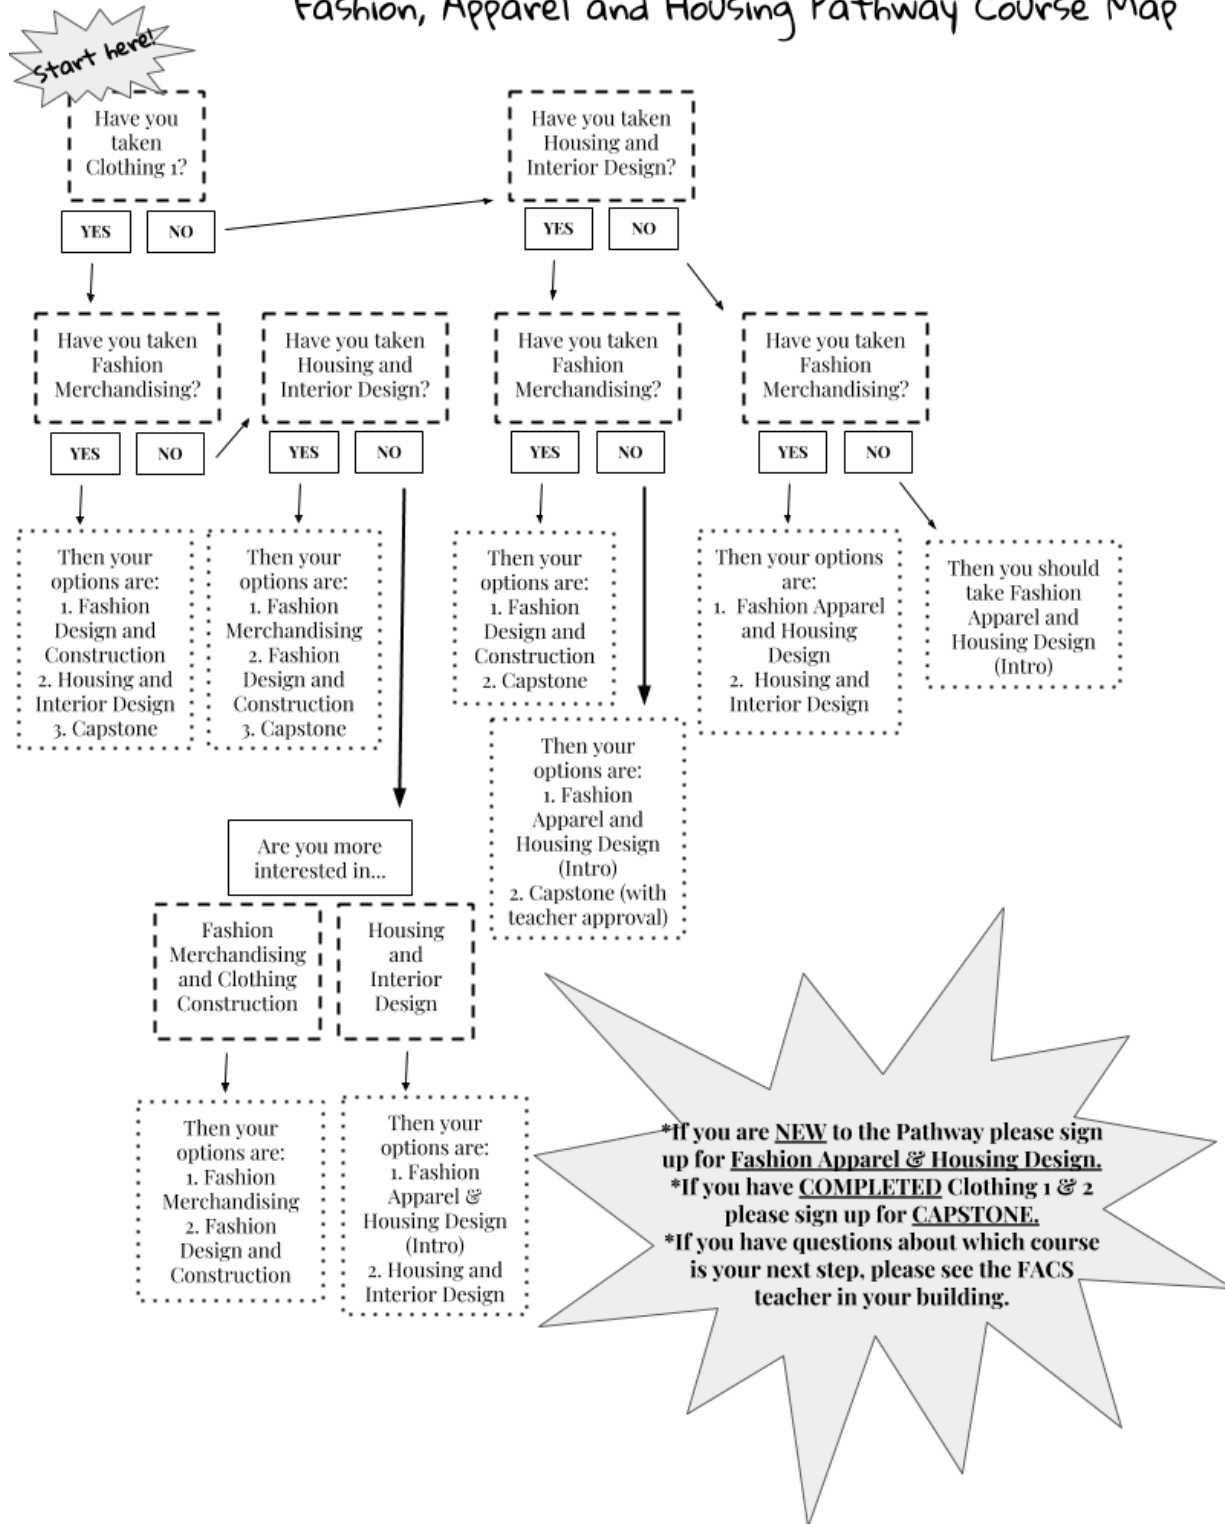 Fashion, Apparel and Housing Pathway Course Map
Start here!
Have you
taken
Clothing 1?
YES
NO
Have you taken
Housing and
Interior Design?
YES
NO
Have you taken
Fashion
Merchandising?
YES
NO
Have you taken
Housing and
Interior Design?
YES
NO
Have you taken
Fashion
Merchandising?
YES
NO
Have you taken
Fashion
Merchandising?
YES
NO
Then your
options are:
1. Fashion
Design and
Construction
2. Housing and
Interior Design
3. Capstone
Then your
options are:
1. Fashion
Merchandising
2. Fashion
Design and
Construction
3. Capstone
Then your
options are:
1. Fashion
Design and
Construction
2. Capstone
Then your options
are:
1. Fashion Apparel
and Housing
Design
2. Housing and
Interior Design
Then you should
take Fashion
Apparel and
Housing Design
(Intro)
Then your
options are:
1. Fashion
Apparel and
Housing Design
(Intro)
2. Capstone (with
teacher approval)
Are you more
interested in...
Fashion
Merchandising
and Clothing
Construction
Housing
and
Interior
Design
Then your
options are:
1. Fashion
Merchandising
2. Fashion
Design and
Construction
Then your
options are:
1. Fashion
Apparel &
Housing Design
(Intro)
2. Housing and
Interior Design
*If you are NEW to the Pathway please sign
up for Fashion Apparel & Housing Design.
*If you have COMPLETED Clothing 1 & 2
please sign up for CAPSTONE.
*If you have questions about which course
is your next step, please see the FACS
teacher in your building.